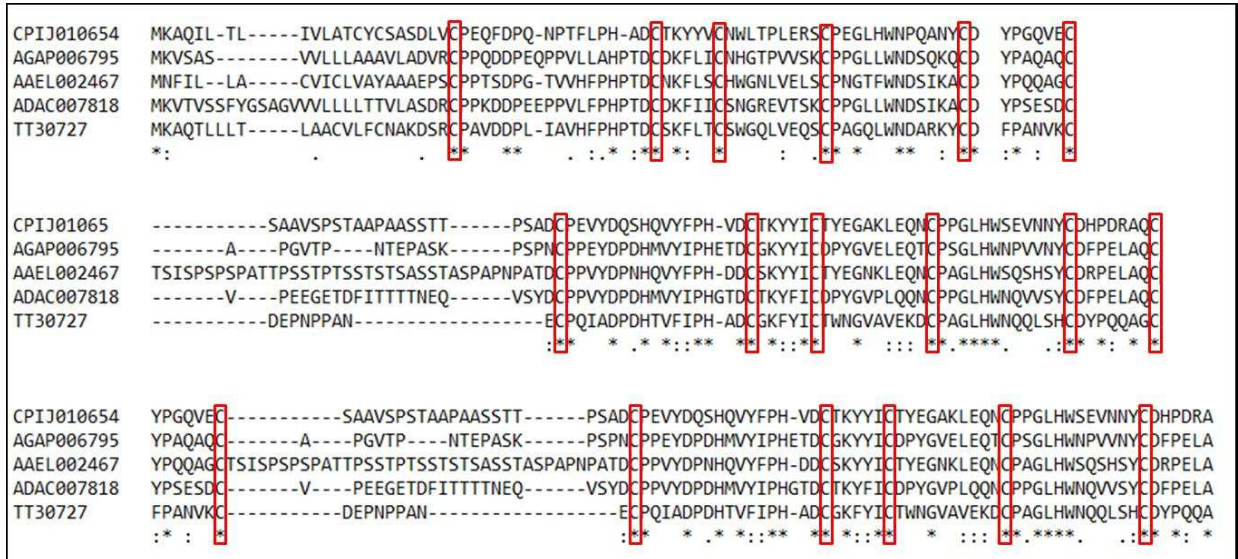 CPIJ010654 MKAQIL-TL-----IVLATCYCSASDLVCPEQFDPQ-NPTFLPH-ADCTKYYVCNWLTPLERSCPEGLHWNPQANYCD YPGQVEC
AGAP006795 MKVSAS-------VVLLLAAAVLADVRCPPQDDPEQPPVLLAHPTDCDKFLICNHGTPVVSKCPPGLLWNDSQKQCD YPAQAQC
AAEL002467 MNFIL--LA----CVICLVAYAAAEPSCPPTSDPG-TVVHFPHPTDCNKFLSCHWGNLVELSCPNGTFWNDSIKACD YPQQAGC
ADAC007818 MKVTVSSFYGSAGVVVLLLLTTVLASDRCPPKDDPEEPPVLFPHPTDCDKFIICSNGREVTSKCPPGLLWNDSIKACD YPSESDC
TT30727 MKAQTLLLT-----LAACVLFCNAKDSRCPAVDDPL-IAVHFPHPTDCSKFLTCSWGQLVEQSCPAGQLWNDARKYCD FPANVKC
*: . . ** ** . :.* :** *: * : .** * ** : ** :* : *
CPIJ01065 -----------SAAVSPSTAAPAASSTT------PSADCPEVYDQSHQVYFPH-VDCTKYYICTYEGAKLEQNCPPGLHWSEVNNYCDHPDRAQC
AGAP006795 -------A----PGVTP----NTEPASK------PSPNCPPEYDPDHMVYIPHETDCGKYYICDPYGVELEQTCPSGLHWNPVVNYCDFPELAQC
AAEL002467 TSISPSPSPATTPSSTPTSSTSTSASSTASPAPNPATDCPPVYDPNHQVYFPH-DDCSKYYICTYEGNKLEQNCPAGLHWSQSHSYCDRPELAQC
ADAC007818 -------V----PEEGETDFITTTTNEQ------VSYDCPPVYDPDHMVYIPHGTDCTKYFICDPYGVPLQQNCPPGLHWNQVVSYCDFPELAQC
TT30727 -----------DEPNPPAN-----------------ECPQIADPDHTVFIPH-ADCGKFYICTWNGVAVEKDCPAGLHWNQQLSHCDYPQQAGC
:** * .* *::** ** *::** * ::: **.****. .:** *: * *
CPIJ010654 YPGQVEC-----------SAAVSPSTAAPAASSTT------PSADCPEVYDQSHQVYFPH-VDCTKYYICTYEGAKLEQNCPPGLHWSEVNNYCDHPDRA
AGAP006795 YPAQAQC-------A----PGVTP----NTEPASK------PSPNCPPEYDPDHMVYIPHETDCGKYYICDPYGVELEQTCPSGLHWNPVVNYCDFPELA
AAEL002467 YPQQAGCTSISPSPSPATTPSSTPTSSTSTSASSTASPAPNPATDCPPVYDPNHQVYFPH-DDCSKYYICTYEGNKLEQNCPAGLHWSQSHSYCDRPELA
ADAC007818 YPSESDC-------V----PEEGETDFITTTTNEQ------VSYDCPPVYDPDHMVYIPHGTDCTKYFICDPYGVPLQQNCPPGLHWNQVVSYCDFPELA
TT30727 FPANVKC-----------DEPNPPAN-----------------ECPQIADPDHTVFIPH-ADCGKFYICTWNGVAVEKDCPAGLHWNQQLSHCDYPQQA
:* : * :** * .* *::** ** *::** * ::: **.****. .:** *: *